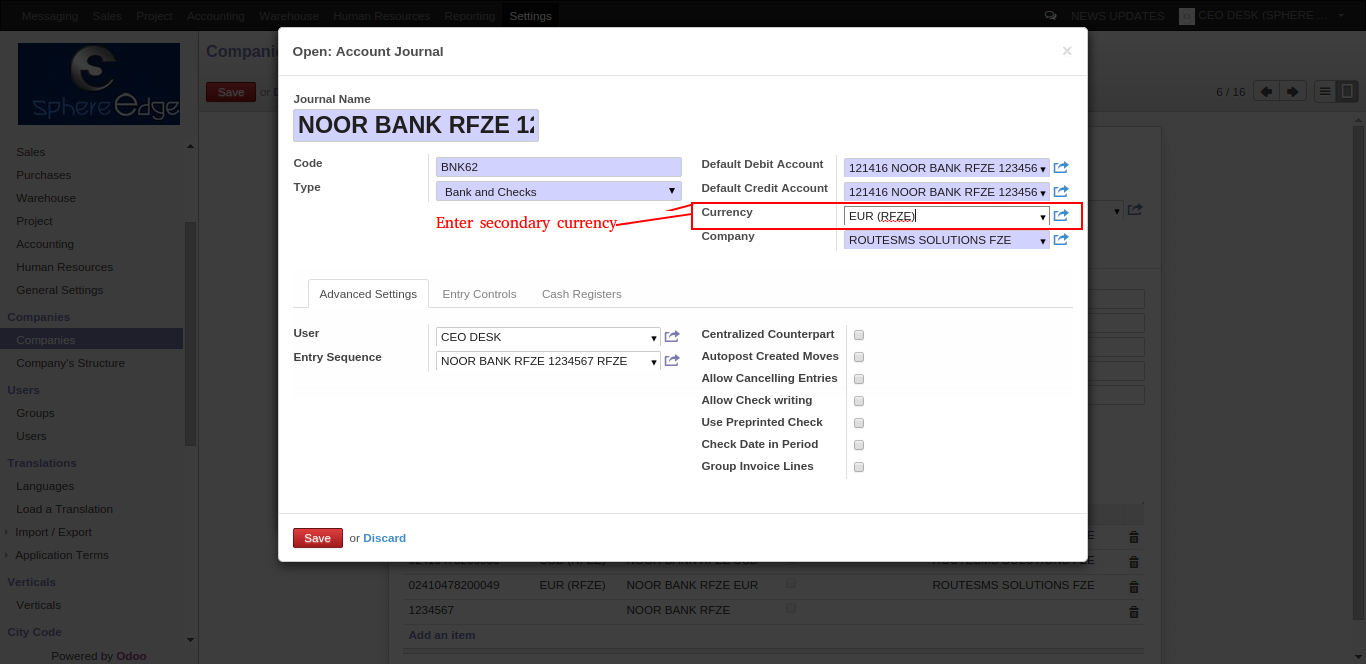 Messaging Sales Project Accounting Warehouse Human Resources Reporting Settings NEWS UPDATES CEO DESK (SPHERE ...
sphereEdge
Companie
Save or D
6 / 16
Open: Account Journal ×
Journal Name
NOOR BANK RFZE 12
Code BNK62
Type Bank and Checks
Default Debit Account 121416 NOOR BANK RFZE 123456
Default Credit Account 121416 NOOR BANK RFZE 123456
Enter secondary currency
Currency EUR (RFZE)
Company ROUTESMS SOLUTIONS FZE
Advanced Settings Entry Controls Cash Registers
User CEO DESK
Entry Sequence NOOR BANK RFZE 1234567 RFZE
Centralized Counterpart
Autopost Created Moves
Allow Cancelling Entries
Allow Check writing
Use Preprinted Check
Check Date in Period
Group Invoice Lines
Save or Discard
Sales
Purchases
Warehouse
Project
Accounting
Human Resources
General Settings
Companies
Companies
Company's Structure
Users
Groups
Users
Translations
Languages
Load a Translation
Import / Export
Application Terms
Verticals
Verticals
City Code
Powered by Odoo
02410478200049 EUR (RFZE) NOOR BANK RFZE EUR ROUTESMS SOLUTIONS FZE
1234567 NOOR BANK RFZE
Add an item